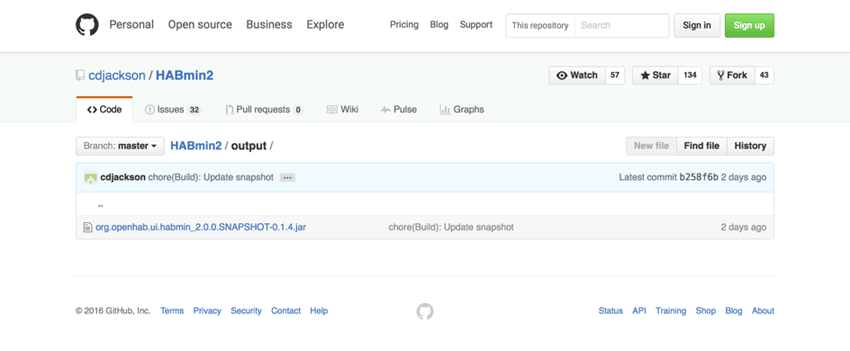 Personal Open source Business Explore Pricing Blog Support This repository Search Sign in Sign up
cdjackson / HABmin2 Watch 57 Star 134 Fork 43
Code Issues 32 Pull requests 0 Wiki Pulse Graphs
Branch: master HABmin2 / output / New file Find file History
cdjackson chore(Build): Update snapshot ... Latest commit b258f6b 2 days ago
..
org.openhab.ui.habmin_2.0.0.SNAPSHOT-0.1.4.jar chore(Build): Update snapshot 2 days ago
© 2016 GitHub, Inc. Terms Privacy Security Contact Help Status API Training Shop Blog About